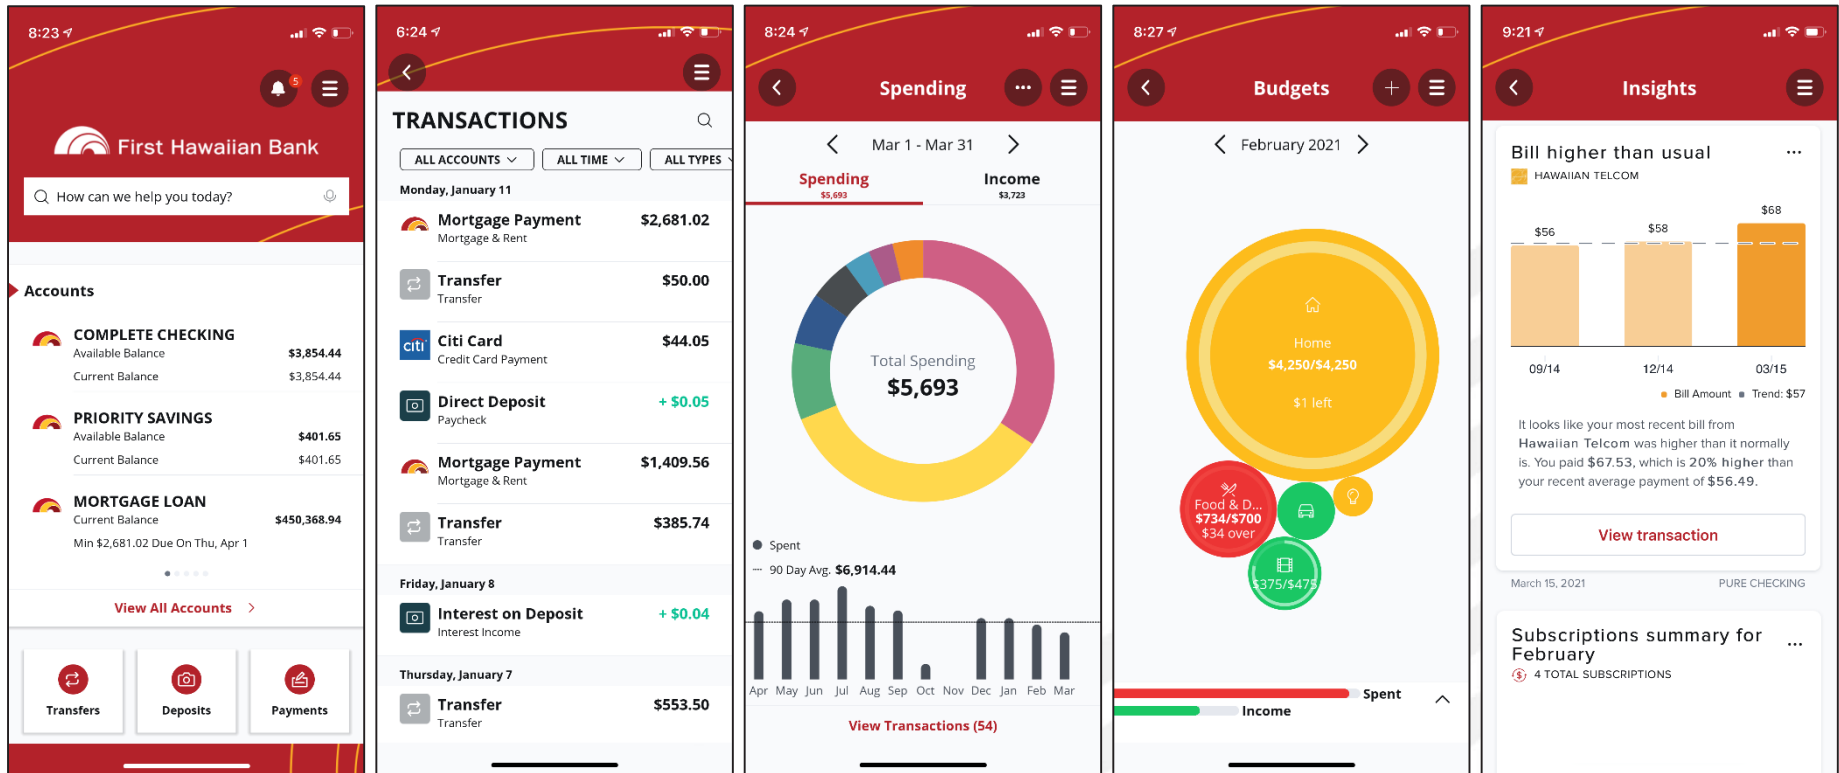 8:23
5
First Hawaiian Bank
How can we help you today?
Accounts
COMPLETE CHECKING
Available Balance $3,854.44
Current Balance $3,854.44
PRIORITY SAVINGS
Available Balance $401.65
Current Balance $401.65
MORTGAGE LOAN
Current Balance $450,368.94
Min $2,681.02 Due On Thu, Apr 1
View All Accounts
Transfers Deposits Payments
6:24
TRANSACTIONS
ALL ACCOUNTS ALL TIME ALL TYPES
Monday, January 11
Mortgage Payment $2,681.02
Mortgage & Rent
Transfer $50.00
Transfer
citi Citi Card $44.05
Credit Card Payment
Direct Deposit + $0.05
Paycheck
Mortgage Payment $1,409.56
Mortgage & Rent
Transfer $385.74
Transfer
Friday, January 8
Interest on Deposit + $0.04
Interest Income
Thursday, January 7
Transfer $553.50
Transfer
8:24
Spending
Mar 1 - Mar 31
Spending Income
$5,693 $3,723
Total Spending
$5,693
Spent
90 Day Avg. $6,914.44
Apr May Jun Jul Aug Sep Oct Nov Dec Jan Feb Mar
View Transactions (54)
8:27
Budgets
February 2021
Home
$4,250/$4,250
$1 left
Food & D...
$734/$700
$34 over
$375/$475
Spent
Income
9:21
Insights
Bill higher than usual
HAWAIIAN TELCOM
$56 $58 $68
09/14 12/14 03/15
Bill Amount Trend: $57
It looks like your most recent bill from
Hawaiian Telcom was higher than it normally
is. You paid $67.53, which is 20% higher than
your recent average payment of $56.49.
View transaction
March 15, 2021 PURE CHECKING
Subscriptions summary for
February
$ 4 TOTAL SUBSCRIPTIONS